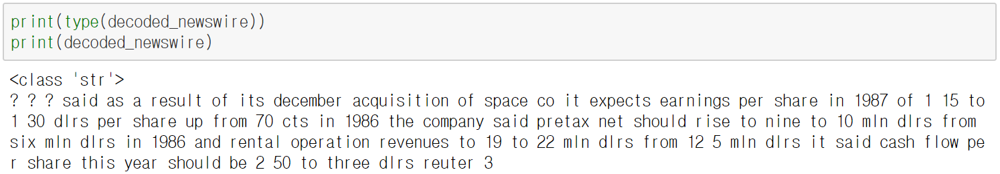 print(type(decoded_newswire))
print(decoded_newswire)
<class 'str'>
? ? ? said as a result of its december acquisition of space co it expects earnings per share in 1987 of 1 15 to
1 30 dlrs per share up from 70 cts in 1986 the company said pretax net should rise to nine to 10 mln dlrs from
six mln dlrs in 1986 and rental operation revenues to 19 to 22 mln dlrs from 12 5 mln dlrs it said cash flow pe
r share this year should be 2 50 to three dlrs reuter 3